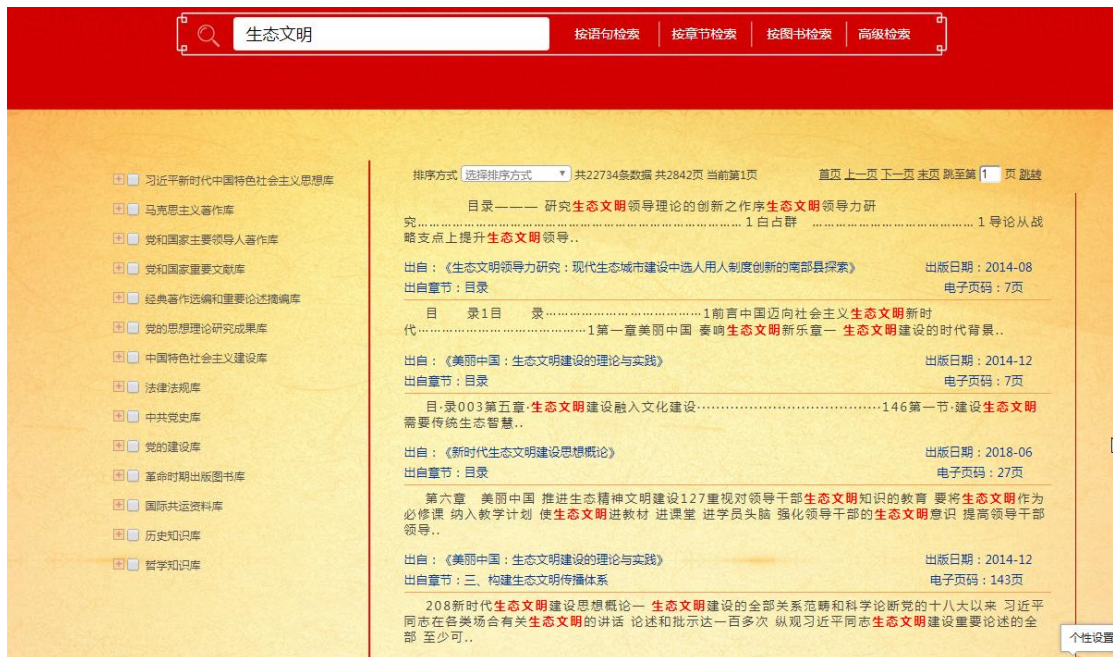 生态文明
按语句检索 按章节检索 按图书检索 高级检索
习近平新时代中国特色社会主义思想库
马克思主义著作库
党和国家主要领导人著作库
党和国家重要文献库
经典著作选编和重要论述摘编库
党的思想理论研究成果库
中国特色社会主义建设库
法律法规库
中共党史库
党的建设库
革命时期出版图书库
国际共运资料库
历史知识库
哲学知识库
排序方式 选择排序方式 共22734条数据 共2842页 当前第1页 首页 上一页 下一页 末页 跳至第 1 页 跳转
目录——— 研究生态文明领导理论的创新之作序生态文明领导力研
究………………………………………………………………………1白占群 …………………………………1导论从战
略支点上提升生态文明领导..
出自：《生态文明领导力研究：现代生态城市建设中选人用人制度创新的南部县探索》 出版日期：2014-08
出自章节：目录 电子页码：7页
目 录1目 录…………………………………1前言中国迈向社会主义生态文明新时
代…………………………………1第一章美丽中国 奏响生态文明新乐章一 生态文明建设的时代背景..
出自：《美丽中国：生态文明建设的理论与实践》 出版日期：2014-12
出自章节：目录 电子页码：7页
目·录003第五章·生态文明建设融入文化建设……………………………………146第一节·建设生态文明
需要传统生态智慧..
出自：《新时代生态文明建设思想概论》 出版日期：2018-06
出自章节：目录 电子页码：27页
第六章 美丽中国 推进生态精神文明建设127重视对领导干部生态文明知识的教育 要将生态文明作为
必修课 纳入教学计划 使生态文明进教材 进课堂 进学员头脑 强化领导干部的生态文明意识 提高领导干部
领导..
出自：《美丽中国：生态文明建设的理论与实践》 出版日期：2014-12
出自章节：三、构建生态文明传播体系 电子页码：143页
208新时代生态文明建设思想概论一 生态文明建设的全部关系范畴和科学论断党的十八大以来 习近平
同志在各类场合有关生态文明的讲话 论述和批示达一百多次 纵观习近平同志生态文明建设重要论述的全
部 至少可..
个性设置